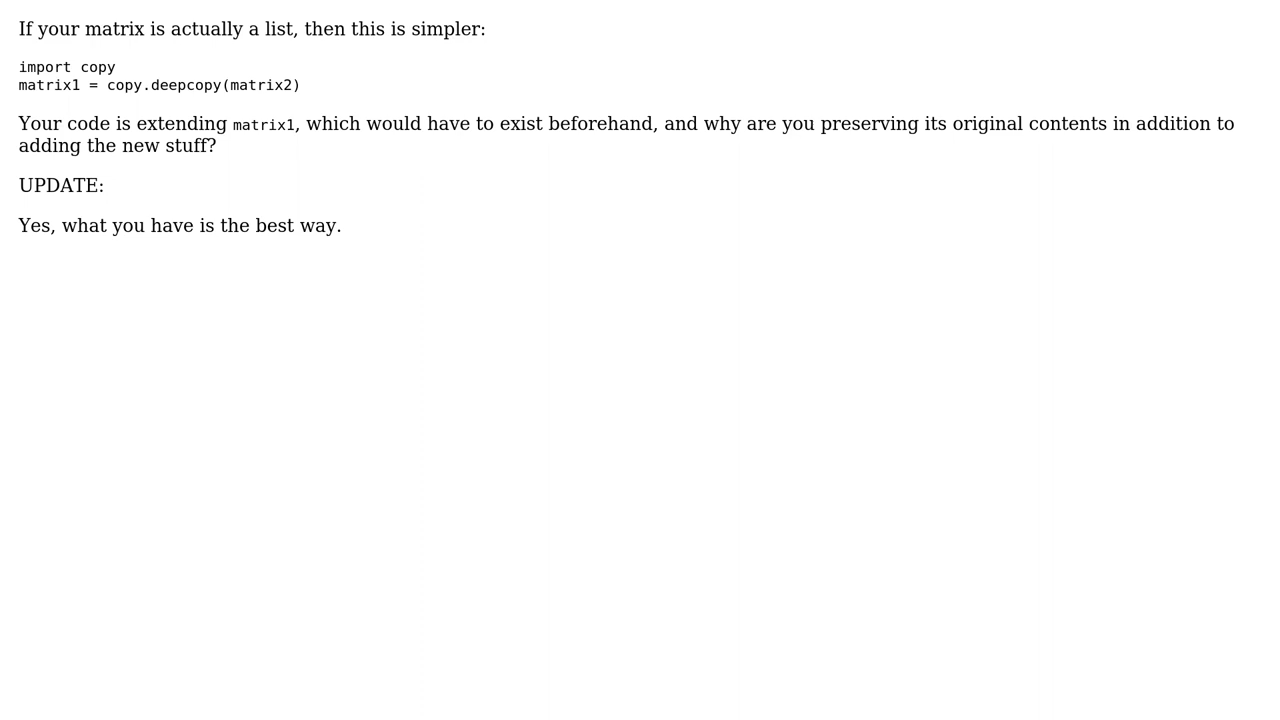 If your matrix is actually a list, then this is simpler:
import copy
matrix1 = copy.deepcopy(matrix2)
Your code is extending matrix1, which would have to exist beforehand, and why are you preserving its original contents in addition to
adding the new stuff?
UPDATE:
Yes, what you have is the best way.